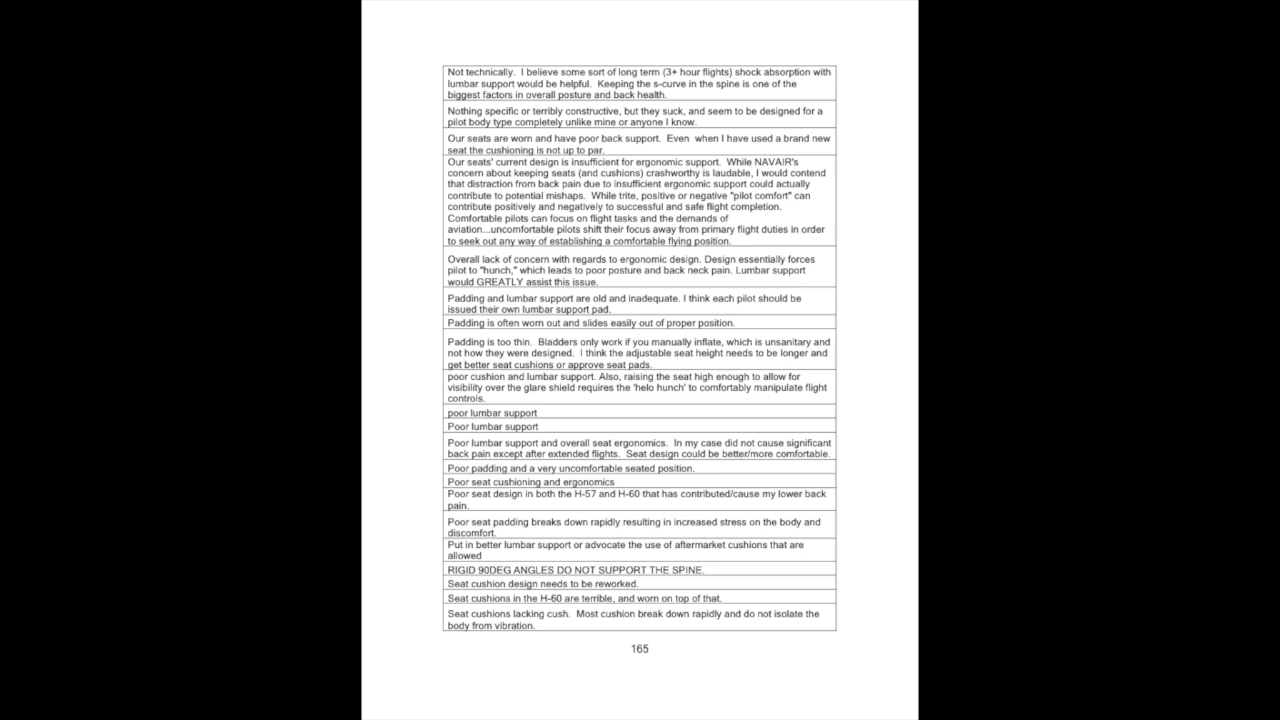 Not technically.  I believe some sort of long term (3+ hour flights) shock absorption with
lumbar support would be helpful.  Keeping the s-curve in the spine is one of the
biggest factors in overall posture and back health.
Nothing specific or terribly constructive, but they suck, and seem to be designed for a
pilot body type completely unlike mine or anyone I know.
Our seats are worn and have poor back support.  Even  when I have used a brand new
seat the cushioning is not up to par.
Our seats' current design is insufficient for ergonomic support.  While NAVAIR's
concern about keeping seats (and cushions) crashworthy is laudable, I would contend
that distraction from back pain due to insufficient ergonomic support could actually
contribute to potential mishaps.  While trite, positive or negative "pilot comfort" can
contribute positively and negatively to successful and safe flight completion.
Comfortable pilots can focus on flight tasks and the demands of
aviation...uncomfortable pilots shift their focus away from primary flight duties in order
to seek out any way of establishing a comfortable flying position.
Overall lack of concern with regards to ergonomic design. Design essentially forces
pilot to "hunch," which leads to poor posture and back neck pain. Lumbar support
would GREATLY assist this issue.
Padding and lumbar support are old and inadequate. I think each pilot should be
issued their own lumbar support pad.
Padding is often worn out and slides easily out of proper position.
Padding is too thin.  Bladders only work if you manually inflate, which is unsanitary and
not how they were designed.  I think the adjustable seat height needs to be longer and
get better seat cushions or approve seat pads.
poor cushion and lumbar support. Also, raising the seat high enough to allow for
visibility over the glare shield requires the 'helo hunch' to comfortably manipulate flight
controls.
poor lumbar support
Poor lumbar support
Poor lumbar support and overall seat ergonomics.  In my case did not cause significant
back pain except after extended flights.  Seat design could be better/more comfortable.
Poor padding and a very uncomfortable seated position.
Poor seat cushioning and ergonomics
Poor seat design in both the H-57 and H-60 that has contributed/cause my lower back
pain.
Poor seat padding breaks down rapidly resulting in increased stress on the body and
discomfort.
Put in better lumbar support or advocate the use of aftermarket cushions that are
allowed
RIGID 90DEG ANGLES DO NOT SUPPORT THE SPINE.
Seat cushion design needs to be reworked.
Seat cushions in the H-60 are terrible, and worn on top of that.
Seat cushions lacking cush.  Most cushion break down rapidly and do not isolate the
body from vibration.
165